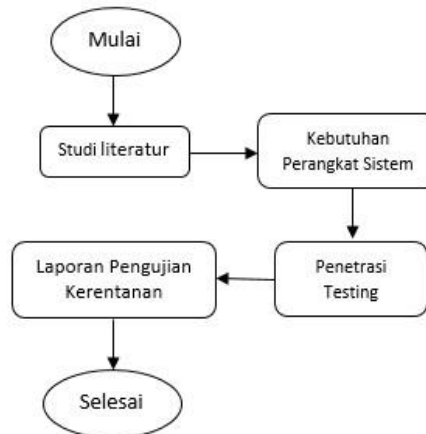 Mulai
Studi literatur
Kebutuhan
Perangkat Sistem
Penetrasi
Testing
Laporan Pengujian
Kerentanan
Selesai